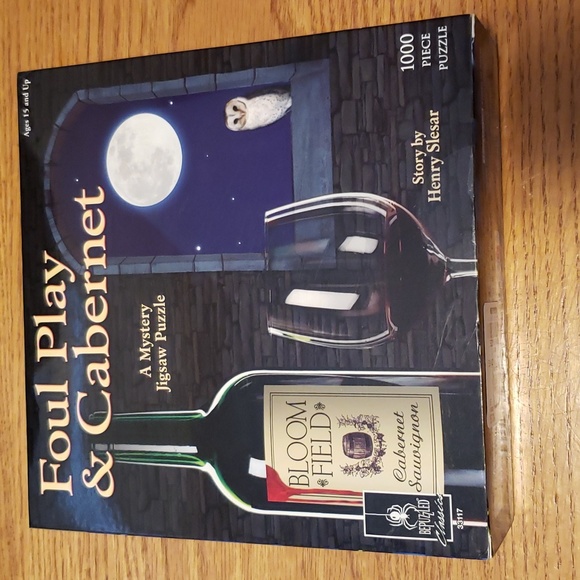 Ages 15 and Up
Foul Play
& Cabernet
A Mystery
Jigsaw Puzzle
1000
PIECE
PUZZLE
Story by
Henry Slesar
BLOOM
FIELD
Cabernet
Sauvignon
BEPUZZLED
Classics
33117